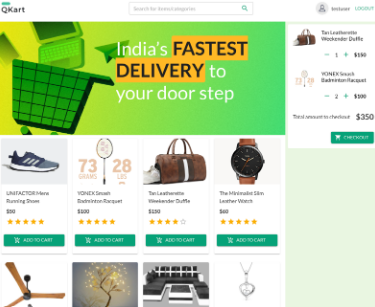 QKart
Search for items/categories
testuser
LOGOUT
India's FASTEST
DELIVERY to
your door step
Tan Leatherette
Weekender Duffle
− 1 + $150
YONEX Smash
Badminton Racquet
− 2 + $100
Total amount to checkout $350
CHECKOUT
73 28
GRAMS LBS
UNIFACTOR Mens
Running Shoes
$50
ADD TO CART
YONEX Smash
Badminton Racquet
$100
ADD TO CART
Tan Leatherette
Weekender Duffle
$150
ADD TO CART
The Minimalist Slim
Leather Watch
$60
ADD TO CART